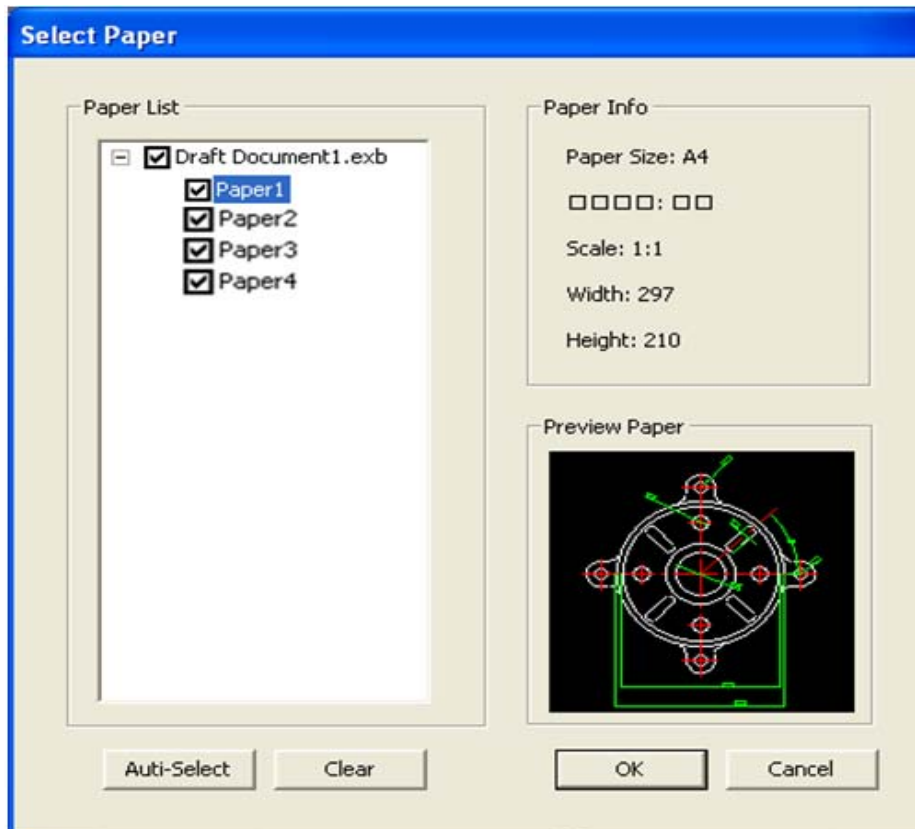 Select Paper
Paper List
Draft Document1.exb
Paper1
Paper2
Paper3
Paper4
Paper Info
Paper Size: A4
□□□□: □□
Scale: 1:1
Width: 297
Height: 210
Preview Paper
Auti-Select
Clear
OK
Cancel